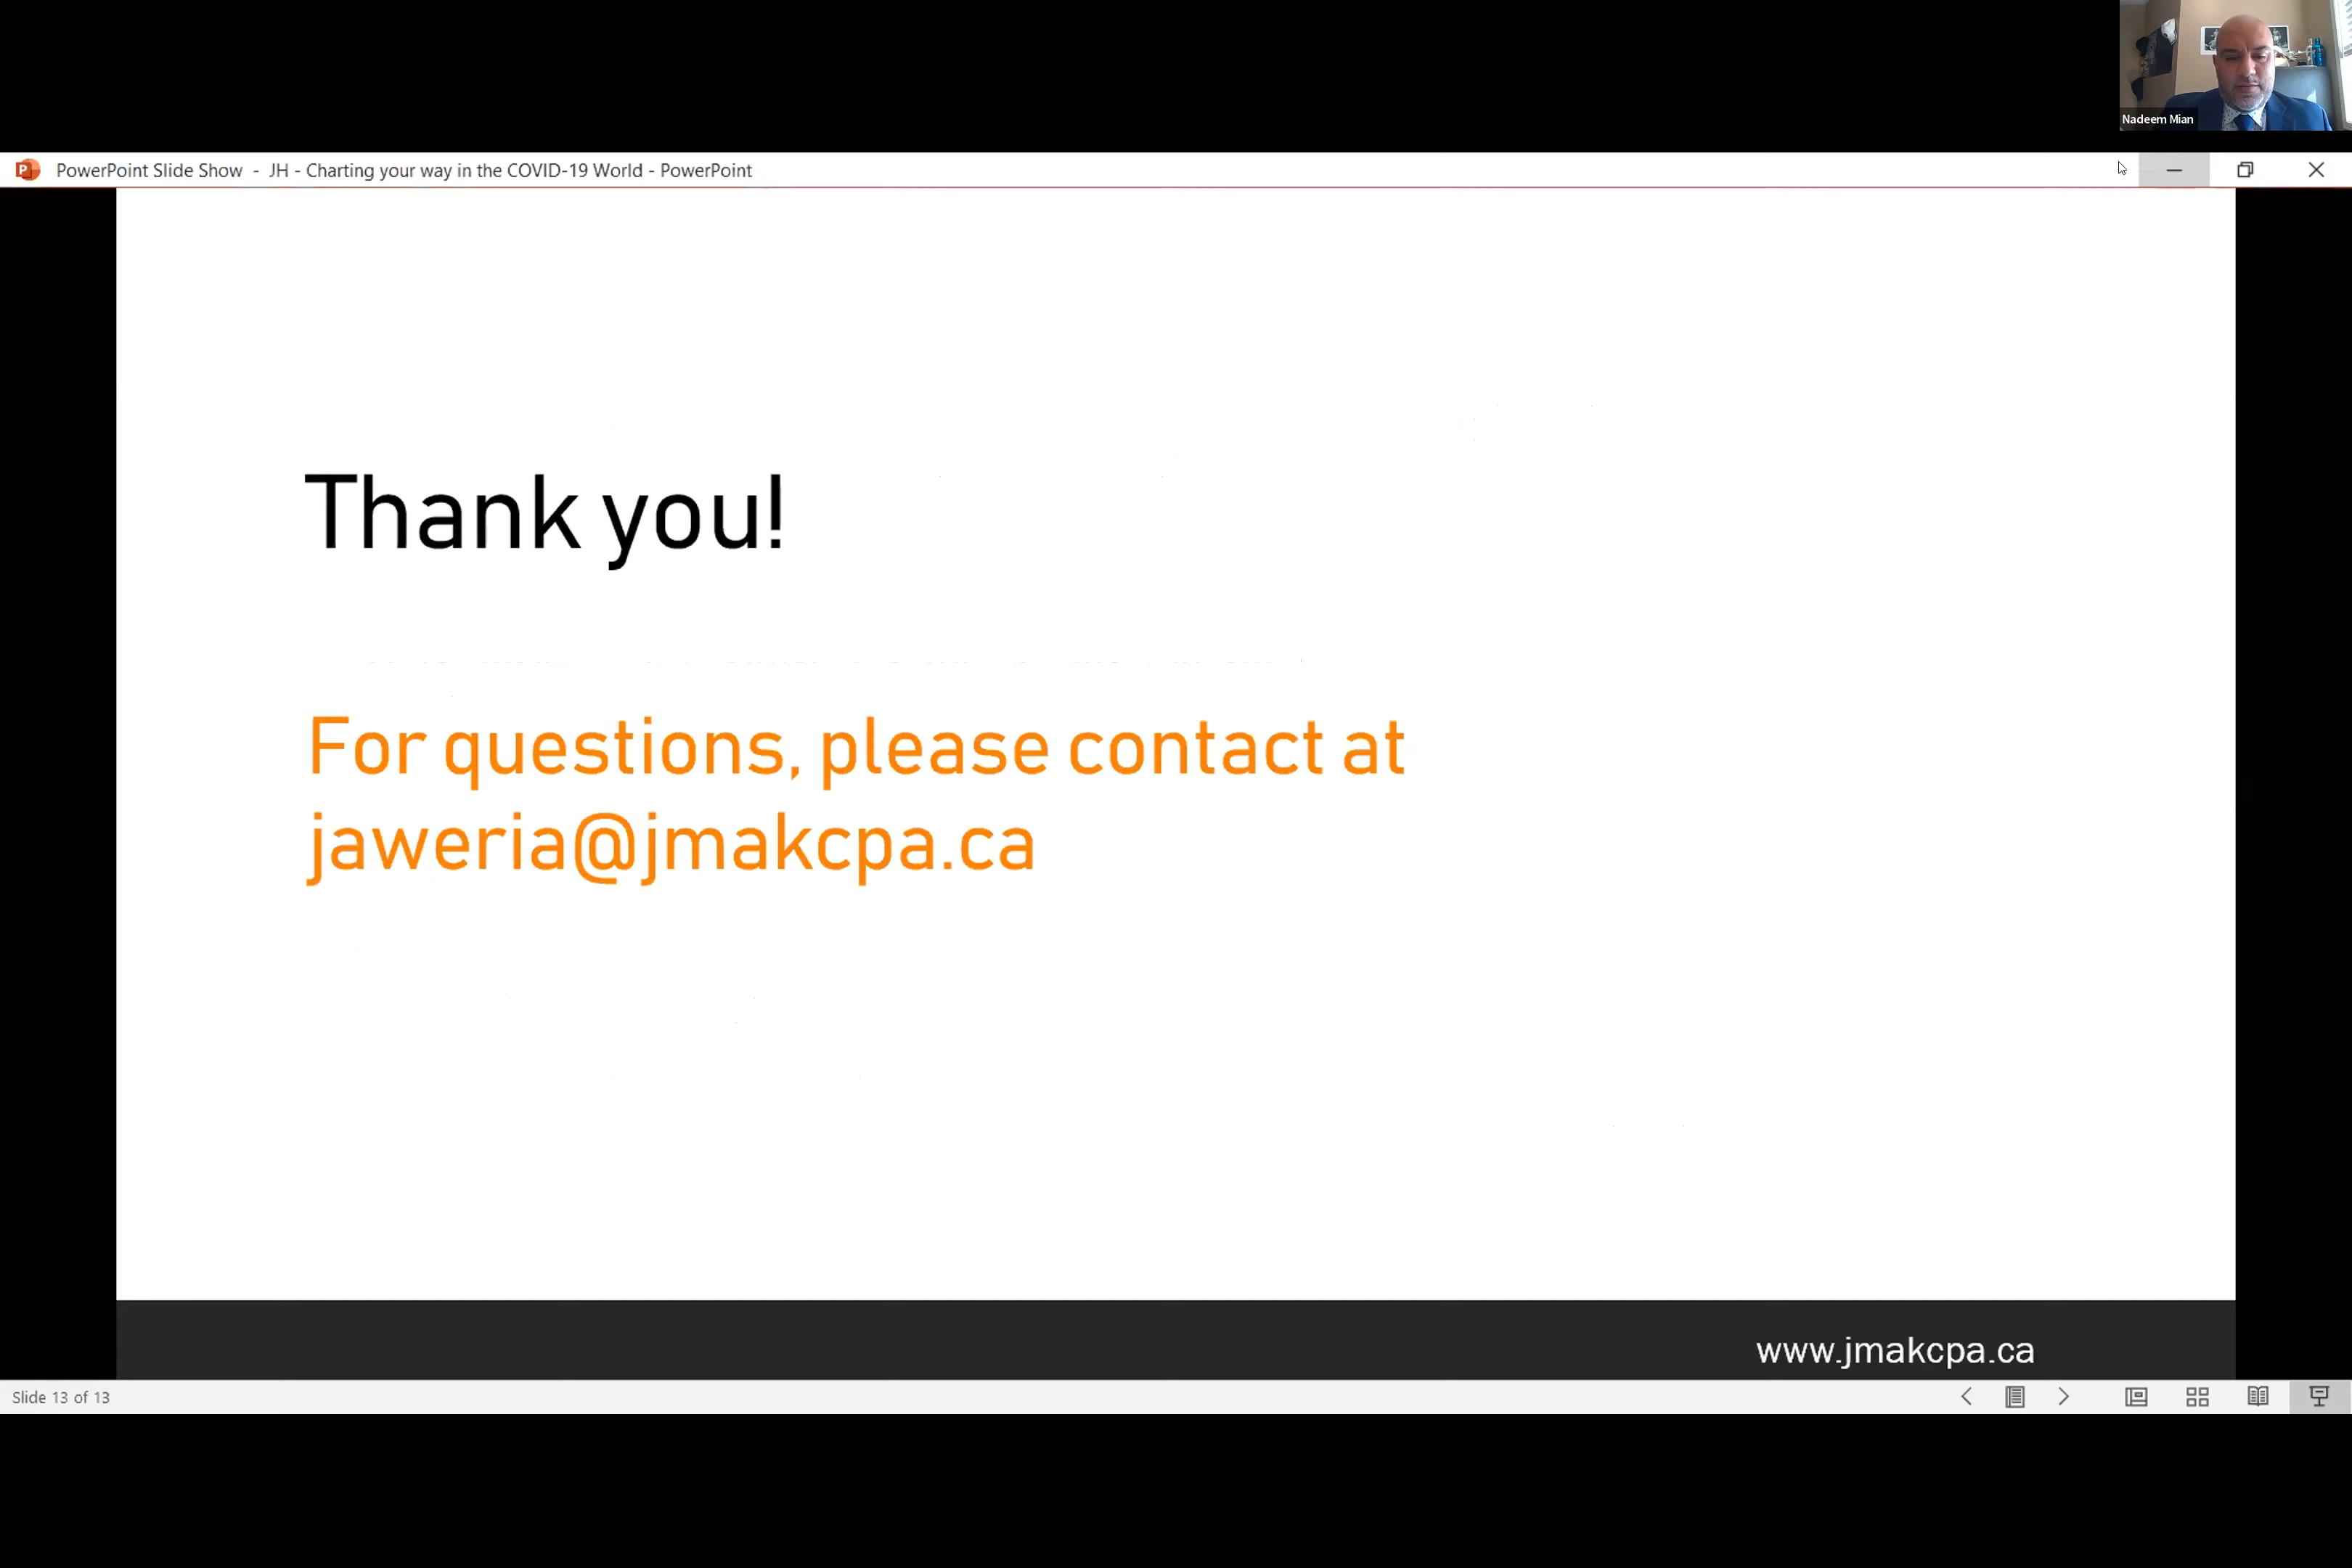 Nadeem Mian
PowerPoint Slide Show - JH - Charting your way in the COVID-19 World - PowerPoint
Thank you!
For questions, please contact at
jaweria@jmakcpa.ca
www.jmakcpa.ca
Slide 13 of 13